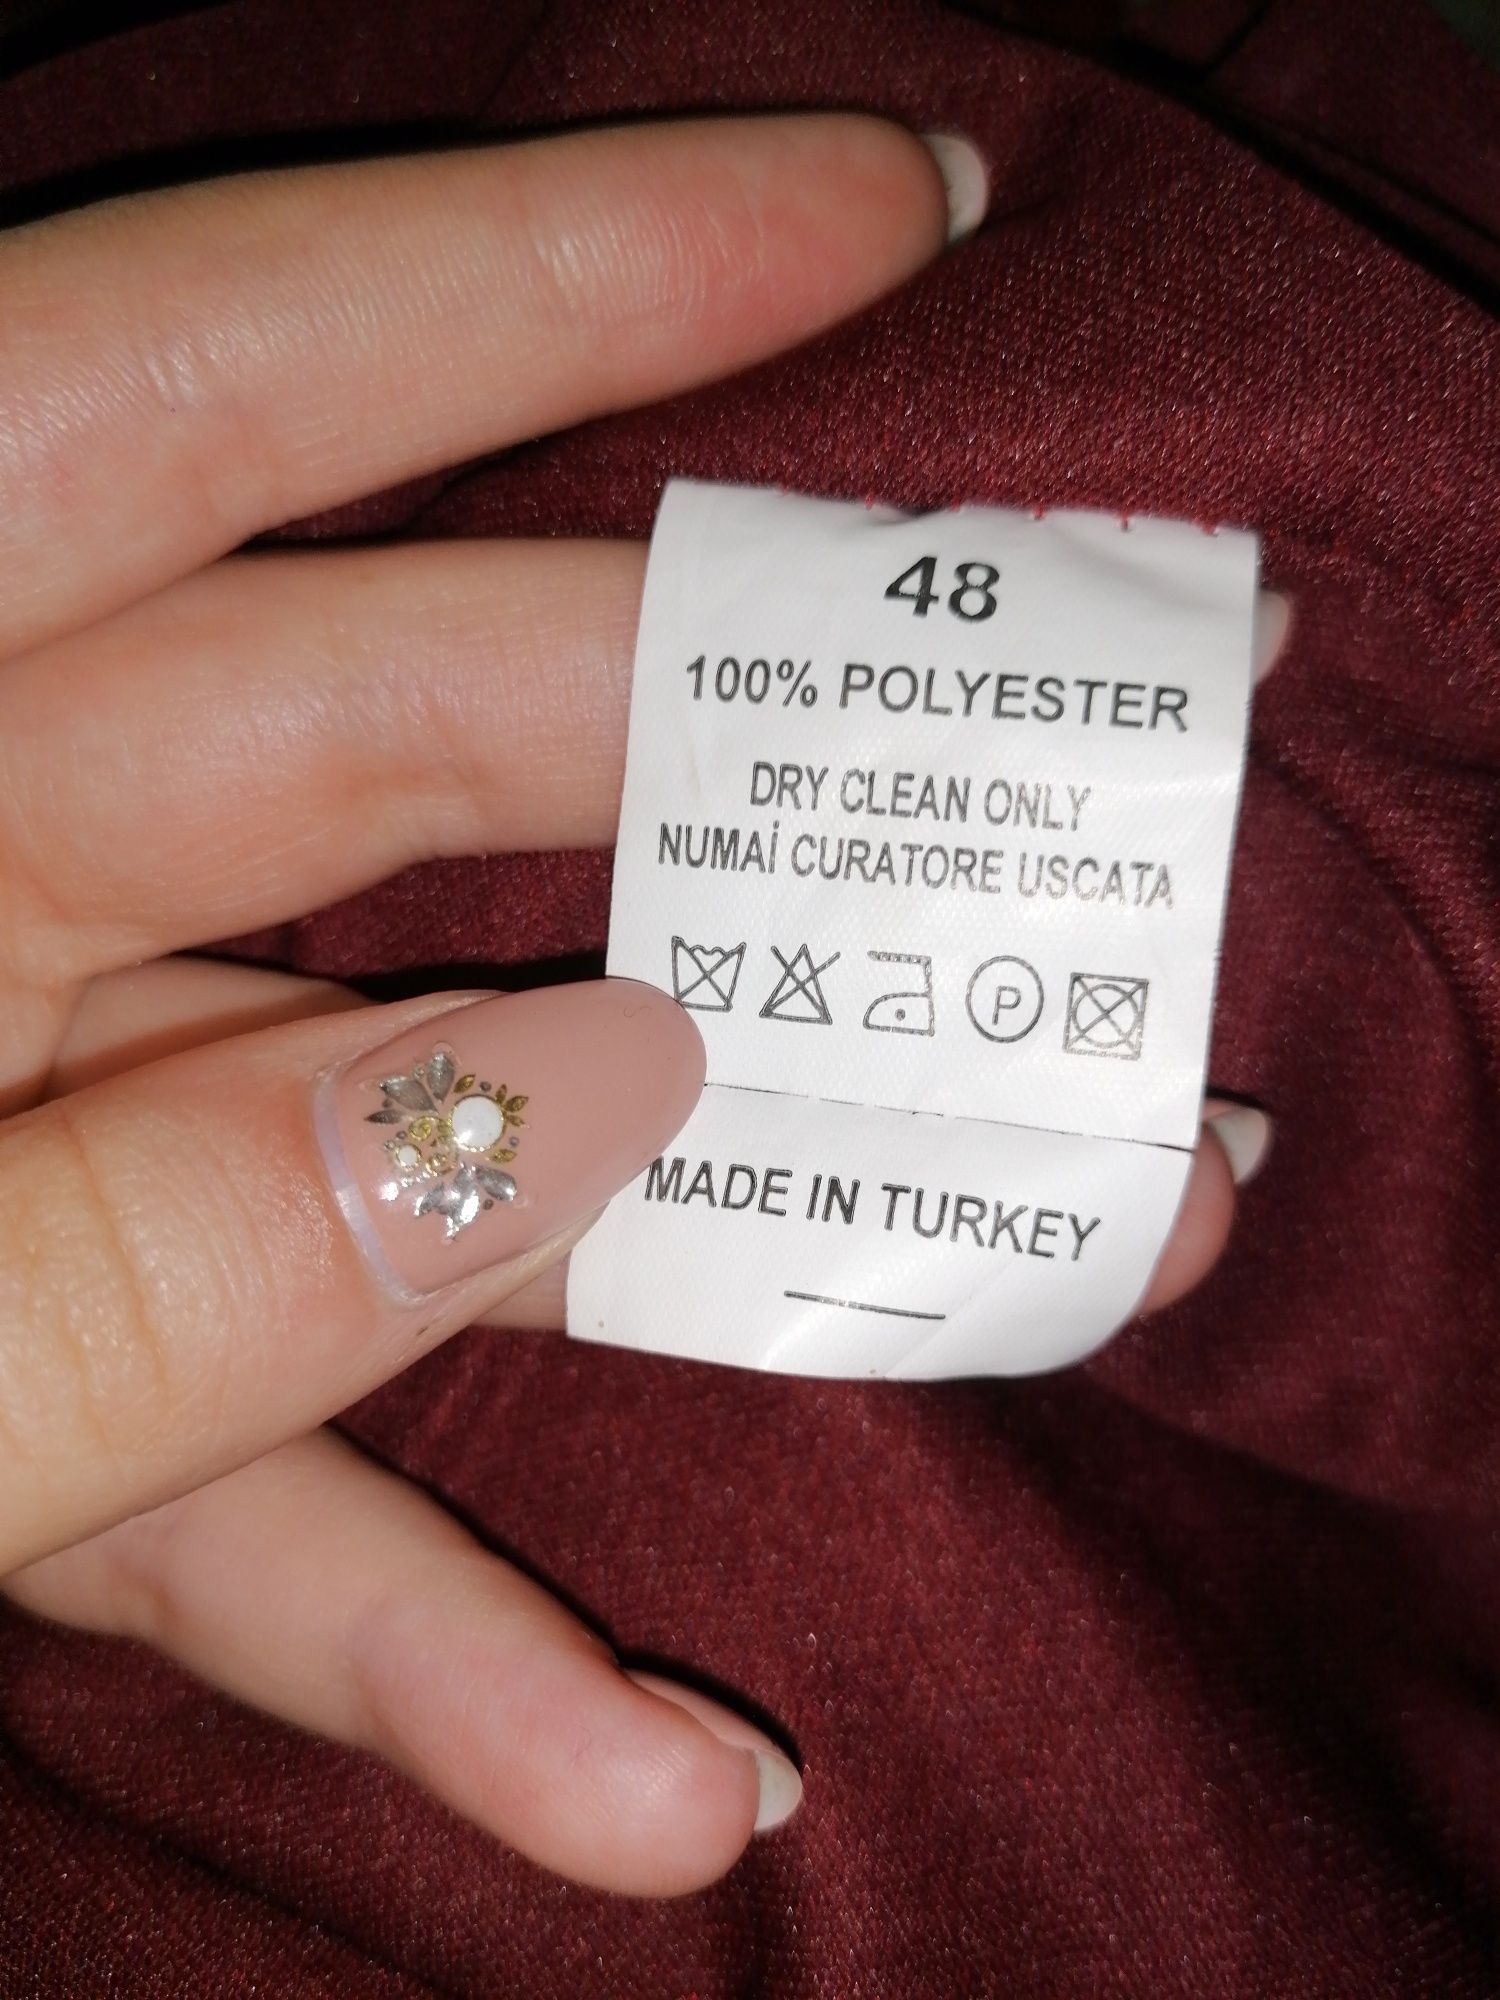 48
100% POLYESTER
DRY CLEAN ONLY
NUMAİ CURATORE USCATA
P
MADE IN TURKEY